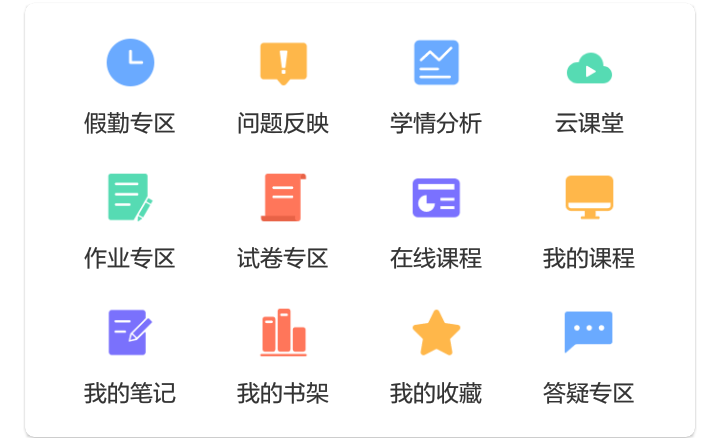 假勤专区 问题反映 学情分析 云课堂
作业专区 试卷专区 在线课程 我的课程
我的笔记 我的书架 我的收藏 答疑专区